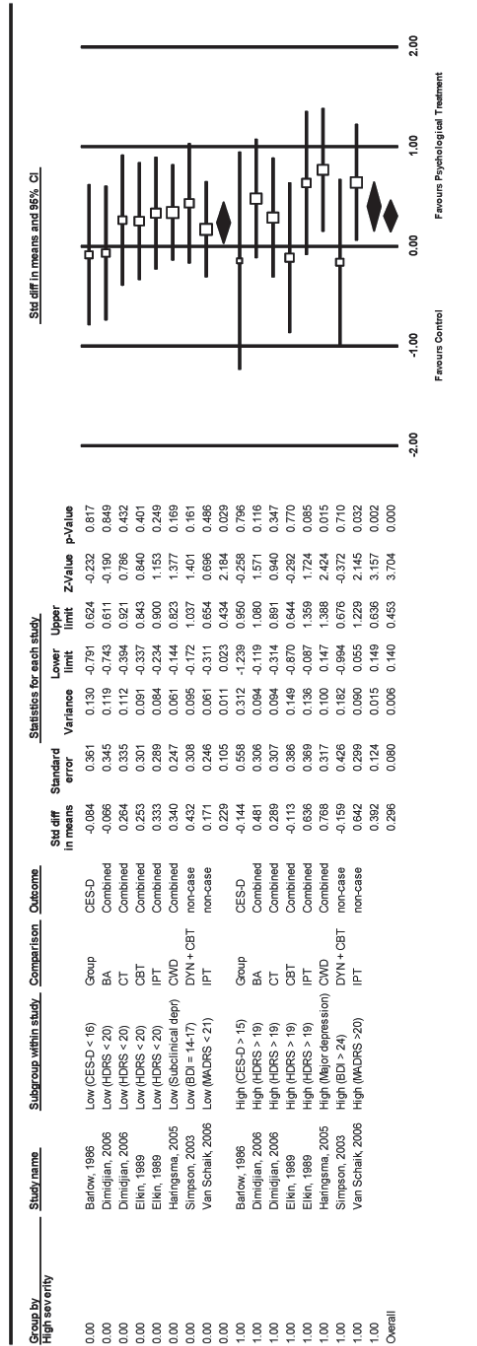 Group by Study name Subgroup within study Comparison Outcome Statistics for each study Std diff in means and 95% CI
High severity
Std diff in means Standard error Variance Lower limit Upper limit Z-Value p-Value
0.00 Barlow, 1986 Low (CES-D < 16) Group CES-D -0.084 0.361 0.130 -0.791 0.624 -0.232 0.817
0.00 Dimidjian, 2006 Low (HDRS < 20) BA Combined -0.066 0.345 0.119 -0.743 0.611 -0.190 0.849
0.00 Dimidjian, 2006 Low (HDRS < 20) CT Combined 0.264 0.335 0.112 -0.394 0.921 0.786 0.432
0.00 Elkin, 1989 Low (HDRS < 20) CBT Combined 0.253 0.301 0.091 -0.337 0.843 0.840 0.401
0.00 Elkin, 1989 Low (HDRS < 20) IPT Combined 0.333 0.289 0.084 -0.234 0.900 1.153 0.249
0.00 Haringsma, 2005 Low (Subclinical depr) CWD Combined 0.340 0.247 0.061 -0.144 0.823 1.377 0.169
0.00 Simpson, 2003 Low (BDI = 14-17) DYN + CBT non-case 0.432 0.308 0.095 -0.172 1.037 1.401 0.161
0.00 Van Schaik, 2006 Low (MADRS < 21) IPT non-case 0.171 0.246 0.061 -0.311 0.654 0.696 0.486
0.00 0.229 0.105 0.011 0.023 0.434 2.184 0.029
1.00 Barlow, 1986 High (CES-D > 15) Group CES-D -0.144 0.558 0.312 -1.239 0.950 -0.258 0.796
1.00 Dimidjian, 2006 High (HDRS > 19) BA Combined 0.481 0.306 0.094 -0.119 1.080 1.571 0.116
1.00 Dimidjian, 2006 High (HDRS > 19) CT Combined 0.289 0.307 0.094 -0.314 0.891 0.940 0.347
1.00 Elkin, 1989 High (HDRS > 19) CBT Combined -0.113 0.386 0.149 -0.870 0.644 -0.292 0.770
1.00 Elkin, 1989 High (HDRS > 19) IPT Combined 0.636 0.369 0.136 -0.087 1.359 1.724 0.085
1.00 Haringsma, 2005 High (Major depression) CWD Combined 0.768 0.317 0.100 0.147 1.388 2.424 0.015
1.00 Simpson, 2003 High (BDI > 24) DYN + CBT non-case -0.159 0.426 0.182 -0.994 0.676 -0.372 0.710
1.00 Van Schaik, 2006 High (MADRS >20) IPT non-case 0.642 0.299 0.090 0.055 1.229 2.145 0.032
1.00 0.392 0.124 0.015 0.149 0.636 3.157 0.002
Overall 0.296 0.080 0.006 0.140 0.453 3.704 0.000
-2.00 -1.00 0.00 1.00 2.00
Favours Control Favours Psychological Treatment